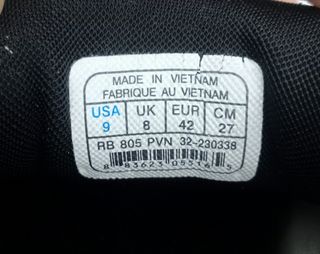 MADE IN VIETNAM
FABRIQUE AU VIETNAM
USA UK EUR CM
9 8 42 27
RB 805 PVN 32-230338